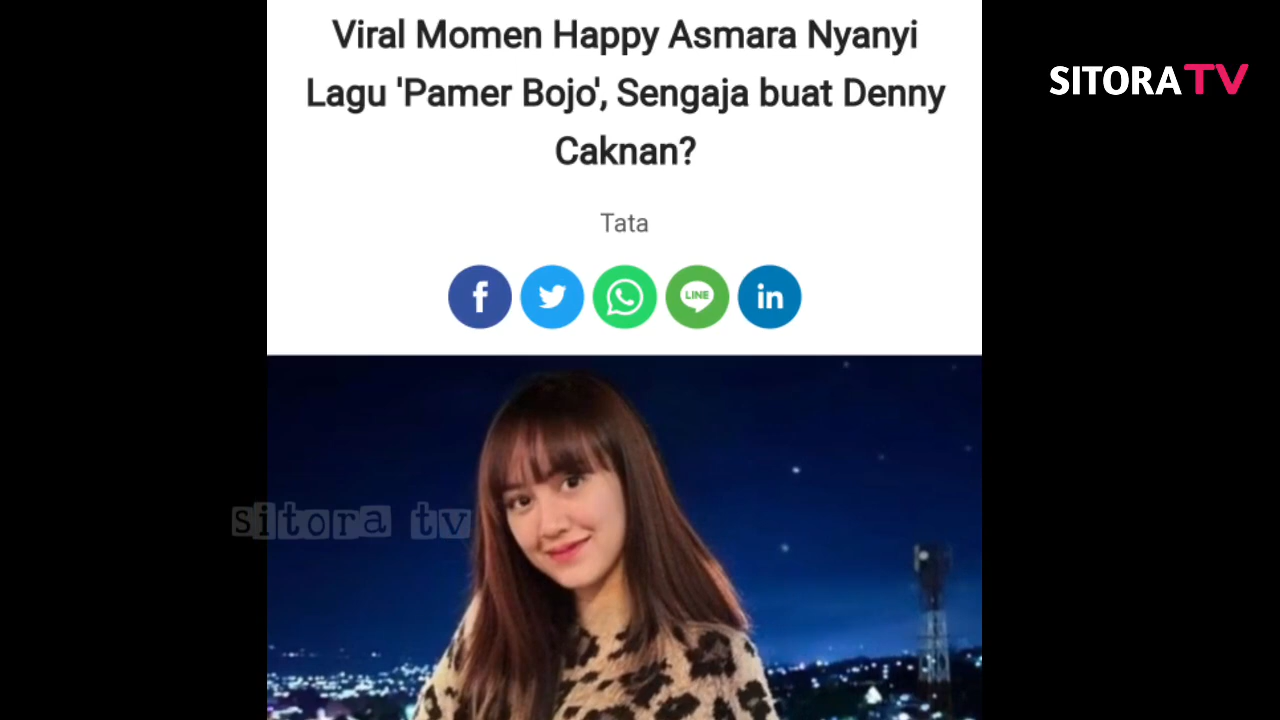 Viral Momen Happy Asmara Nyanyi
Lagu 'Pamer Bojo', Sengaja buat Denny
Caknan?
SITORA TV
Tata
f
LINE
in
sitora tv